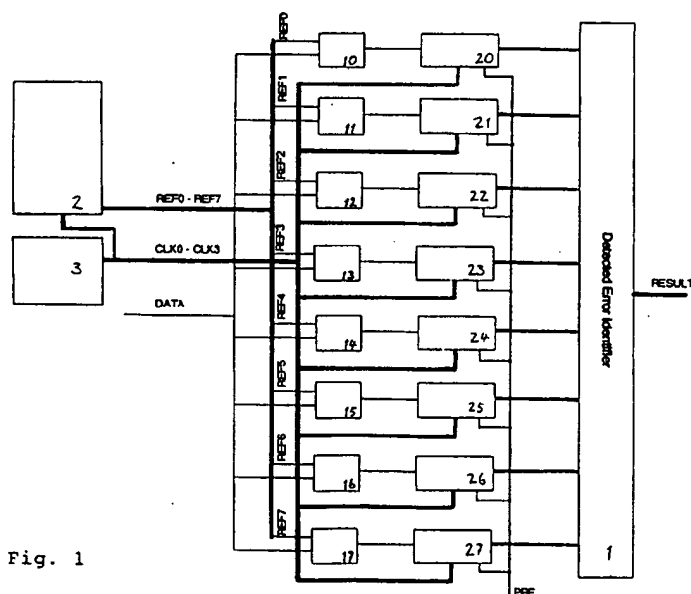 REF0
10
20
REF1
11
21
REF2
12
22
2
REF0 - REF7
3
CLK0 - CLK3
REF3
13
23
DATA
Detected Error Identifier
RESULT
REF4
14
24
REF5
15
25
REF6
16
26
REF7
17
27
1
Fig. 1
PRE